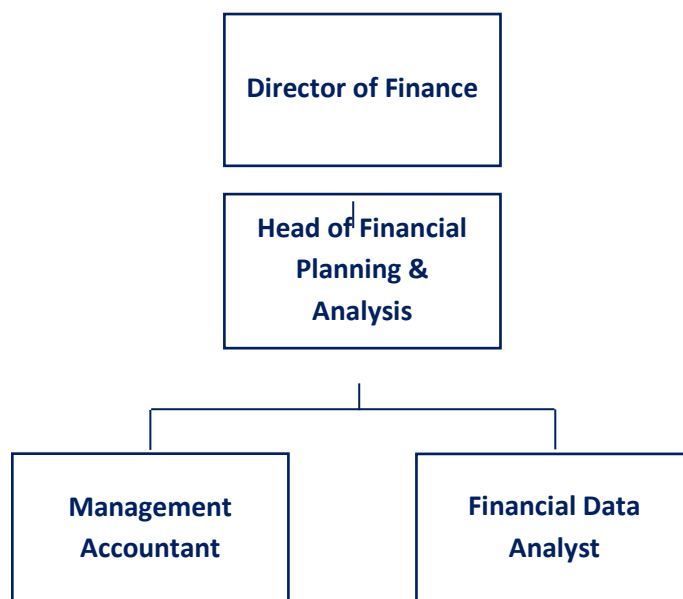 Director of Finance
Head of Financial
Planning &
Analysis
Management
Accountant
Financial Data
Analyst